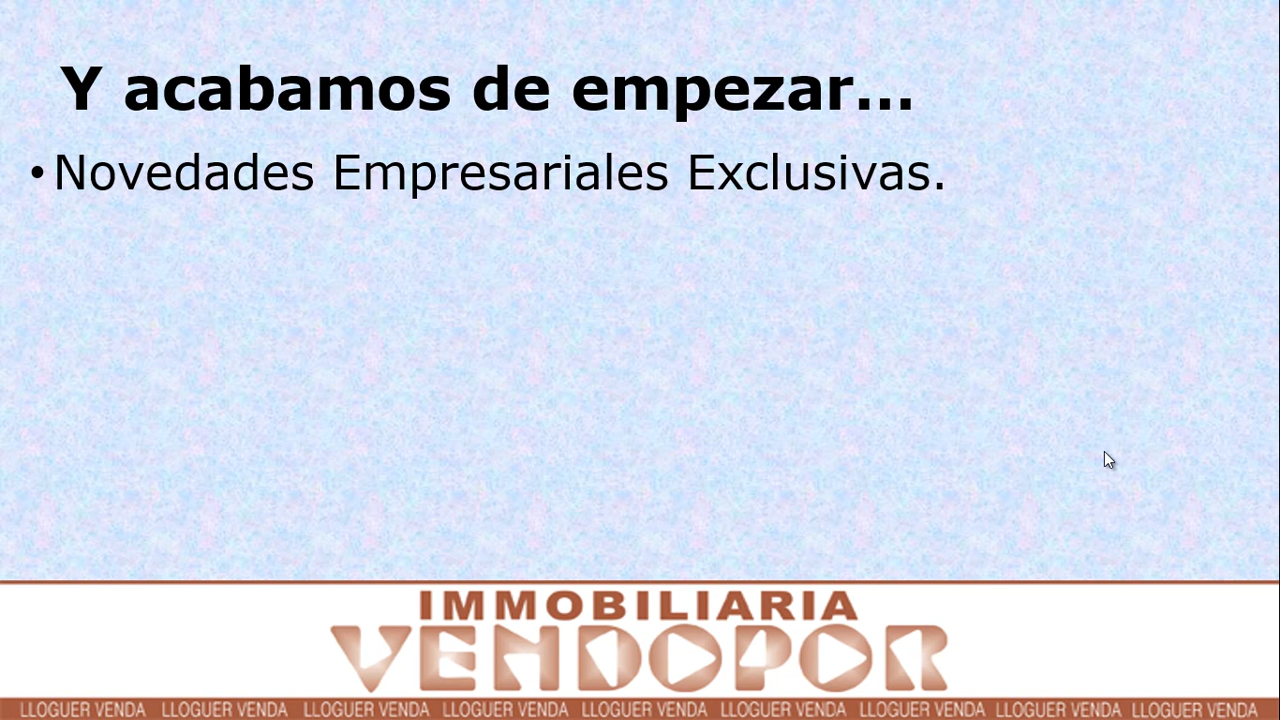 Y acabamos de empezar...
• Novedades Empresariales Exclusivas.
IMMOBILIARIA
VENDOPOR
LLOGUER VENDA LLOGUER VENDA LLOGUER VENDA LLOGUER VENDA LLOGUER VENDA LLOGUER VENDA LLOGUER VENDA LLOGUER VENDA LLOGUER VENDA